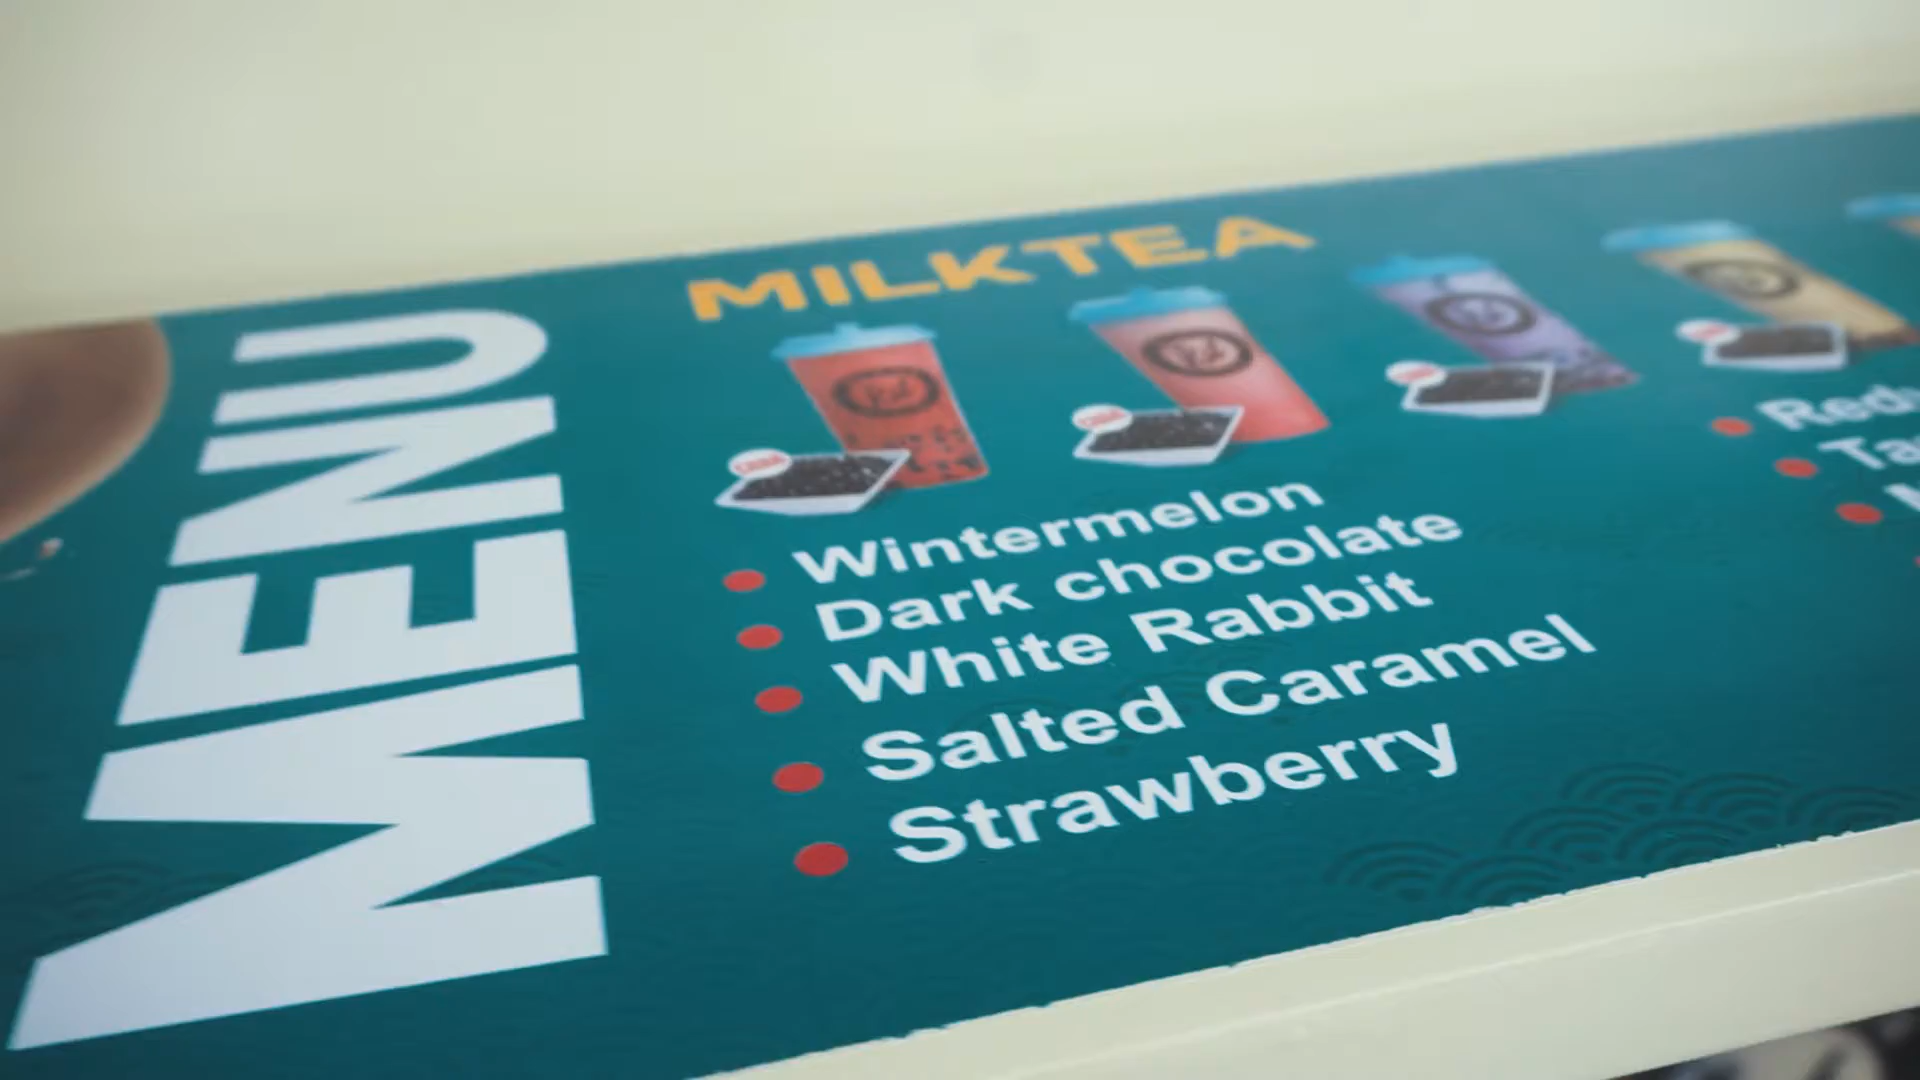 MENU
MILKTEA
Wintermelon
Dark chocolate
White Rabbit
Salted Caramel
Strawberry